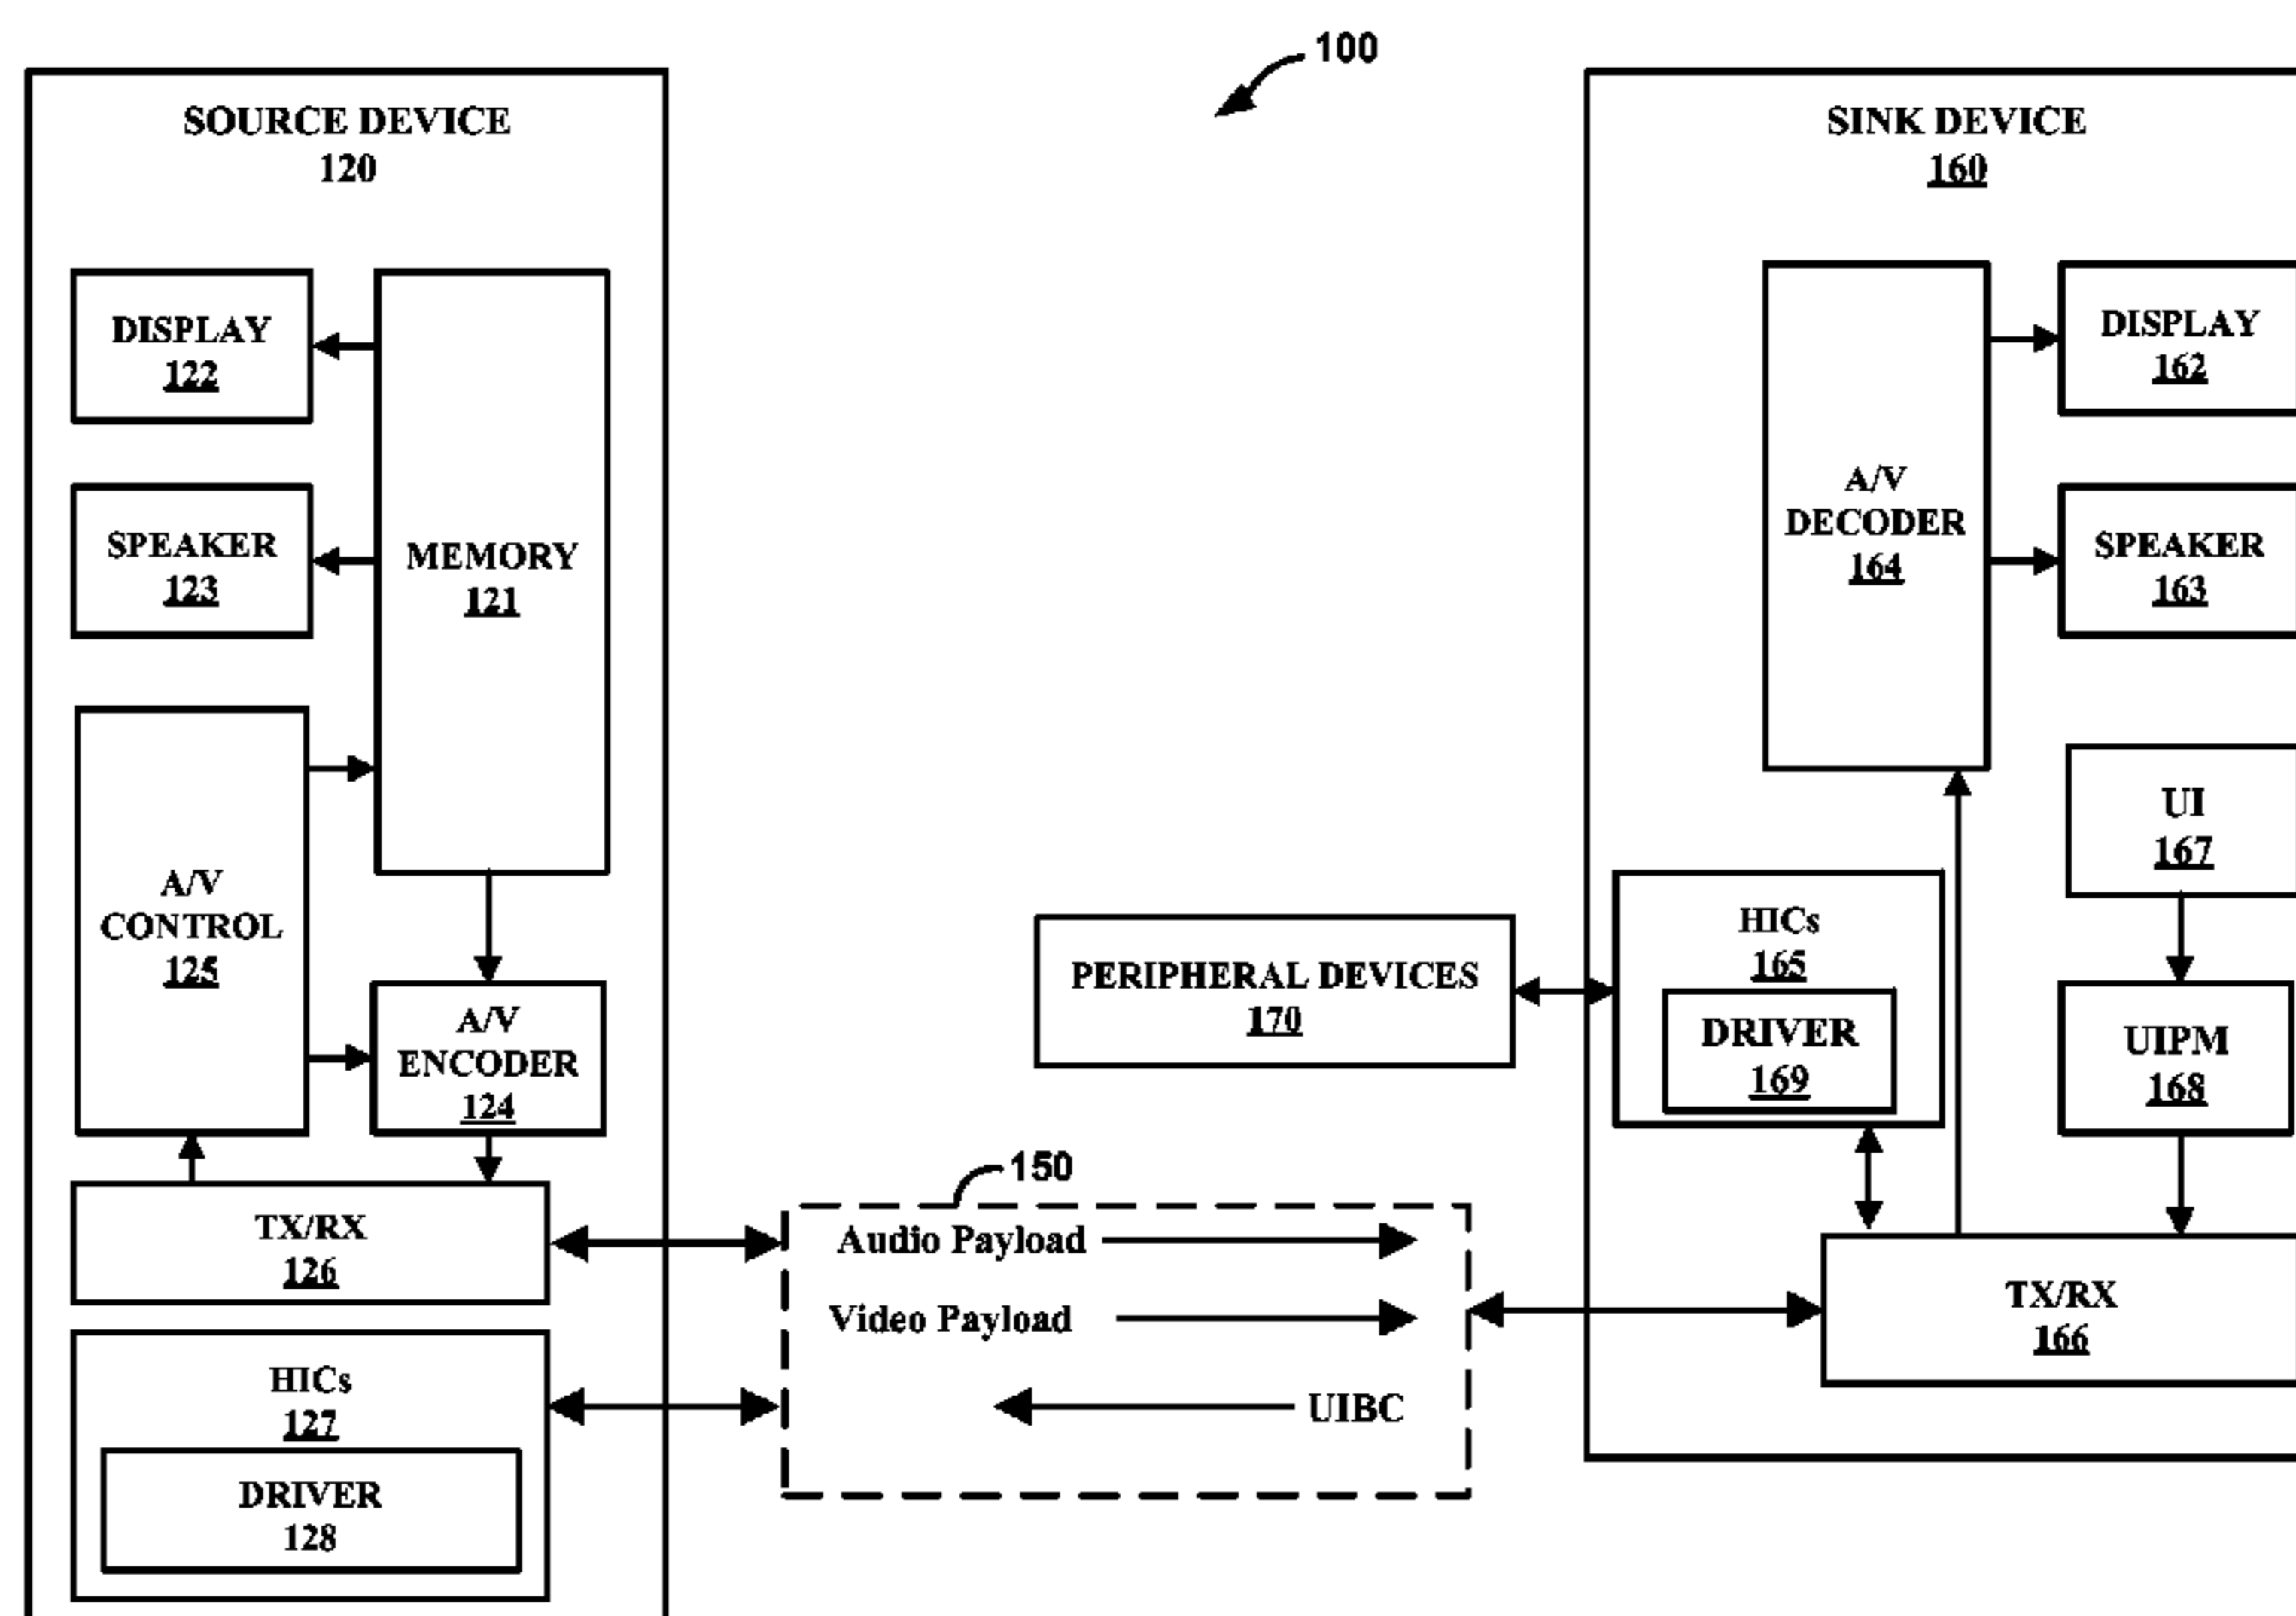 100
SOURCE DEVICE
120
DISPLAY
122
SPEAKER
123
MEMORY
121
A/V
CONTROL
125
A/V
ENCODER
124
TX/RX
126
HICs
127
DRIVER
128
150
Audio Payload
Video Payload
UIBC
PERIPHERAL DEVICES
170
SINK DEVICE
160
A/V
DECODER
164
DISPLAY
162
SPEAKER
163
UI
167
HICs
165
DRIVER
169
UIPM
168
TX/RX
166